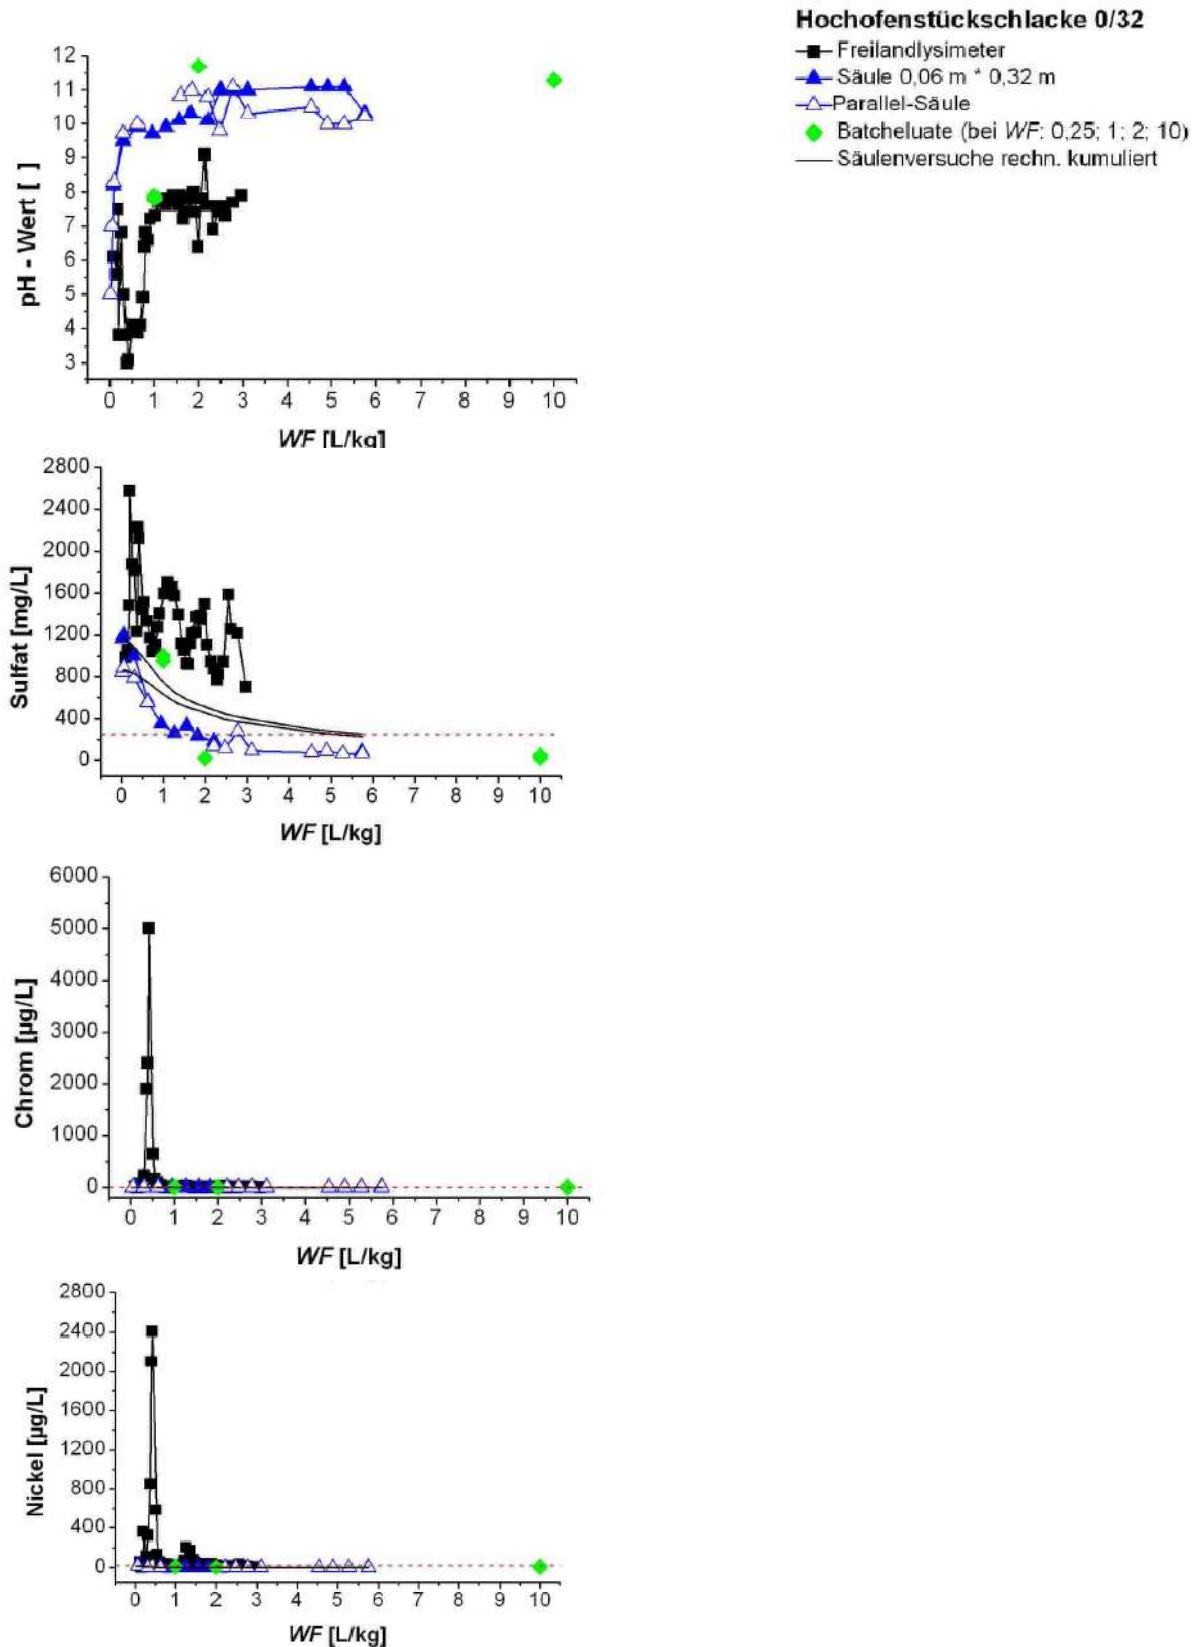 Hochofenstückschlacke 0/32
Freilandlysimeter
Säule 0,06 m * 0,32 m
Parallel-Säule
Batcheluate (bei WF: 0,25; 1; 2; 10)
Säulenversuche rechn. kumuliert
12
11
10
9
8
7
6
5
4
3
pH - Wert [ ]
0 1 2 3 4 5 6 7 8 9 10
WF [L/kg]
2800
2400
2000
1600
1200
800
400
0
Sulfat [mg/L]
0 1 2 3 4 5 6 7 8 9 10
WF [L/kg]
6000
5000
4000
3000
2000
1000
0
Chrom [µg/L]
0 1 2 3 4 5 6 7 8 9 10
WF [L/kg]
2800
2400
2000
1600
1200
800
400
0
Nickel [µg/L]
0 1 2 3 4 5 6 7 8 9 10
WF [L/kg]